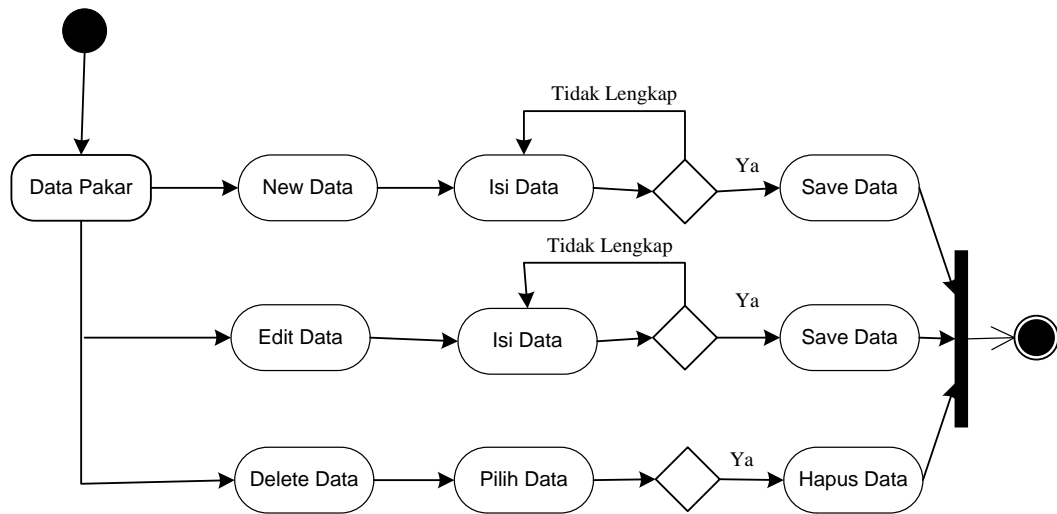 Tidak Lengkap
Data Pakar
New Data
Isi Data
Ya
Save Data
Tidak Lengkap
Edit Data
Isi Data
Ya
Save Data
Delete Data
Pilih Data
Ya
Hapus Data